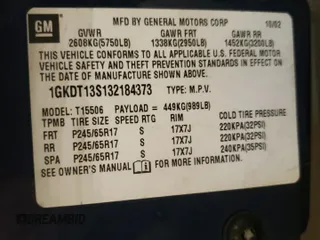 GM
MFD BY GENERAL MOTORS CORP 10/02
GVWR GAWR FRT GAWR RR
2608KG(5750LB) 1338KG(2950LB) 1452KG(3200LB)
THIS VEHICLE CONFORMS TO ALL APPLICABLE U.S. FEDERAL MOTOR
VEHICLE SAFETY AND THEFT PREVENTION STANDARDS IN EFFECT ON
THE DATE OF MANUFACTURE SHOWN ABOVE.
1GKDT13S132184373 TYPE: M.P.V.
MODEL: T15506 PAYLOAD = 449KG(989LB)
TPMB TIRE SIZE SPEED RTG RIM COLD TIRE PRESSURE
FRT P245/65R17 S 17X7J 220KPA(32PSI)
RR P245/65R17 S 17X7J 220KPA(32PSI)
SPA P245/65R17 S 17X7J 240KPA(35PSI)
SEE OWNER'S MANUAL FOR MORE INFORMATION.
DREAMBID